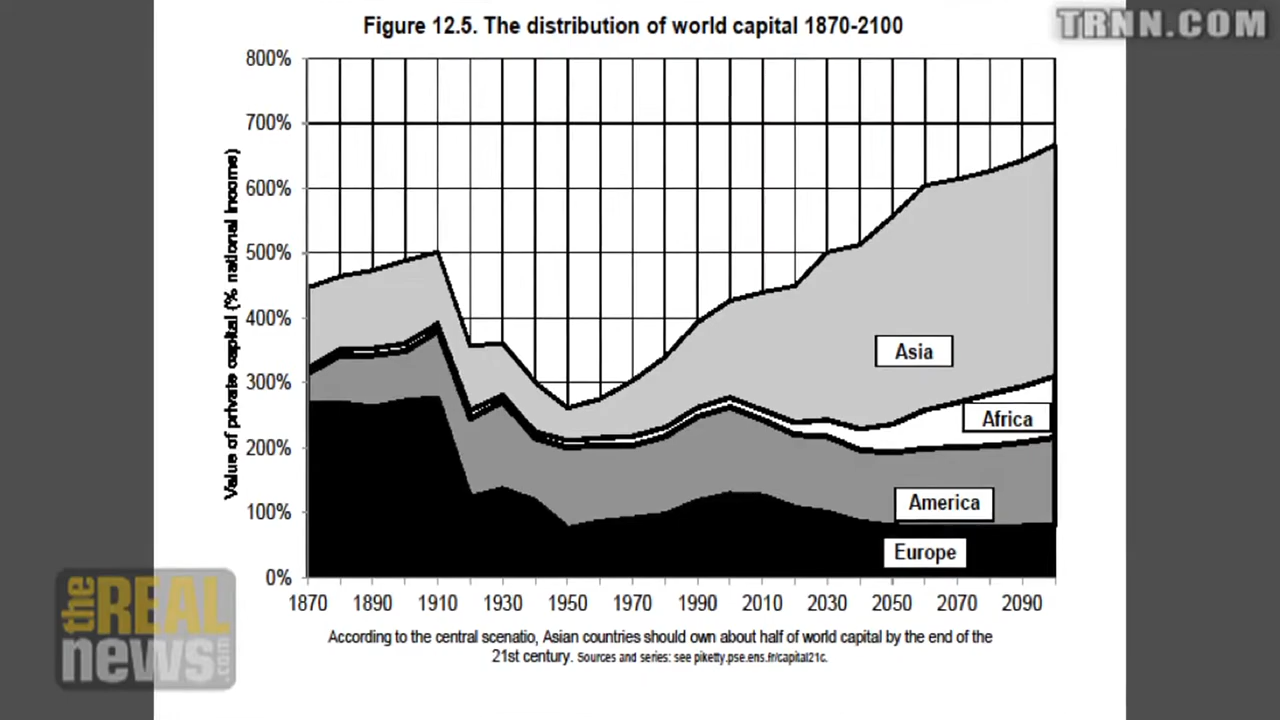 Figure 12.5. The distribution of world capital 1870-2100
TRNN.COM
800%
700%
600%
500%
400%
300%
200%
100%
0%
Value of private capital (% national income)
Asia
Africa
America
Europe
1870 1890 1910 1930 1950 1970 1990 2010 2030 2050 2070 2090
According to the central scenatio, Asian countries should own about half of world capital by the end of the
21st century. Sources and series: see piketty.pse.ens.fr/capital21c.
the REAL
news.com